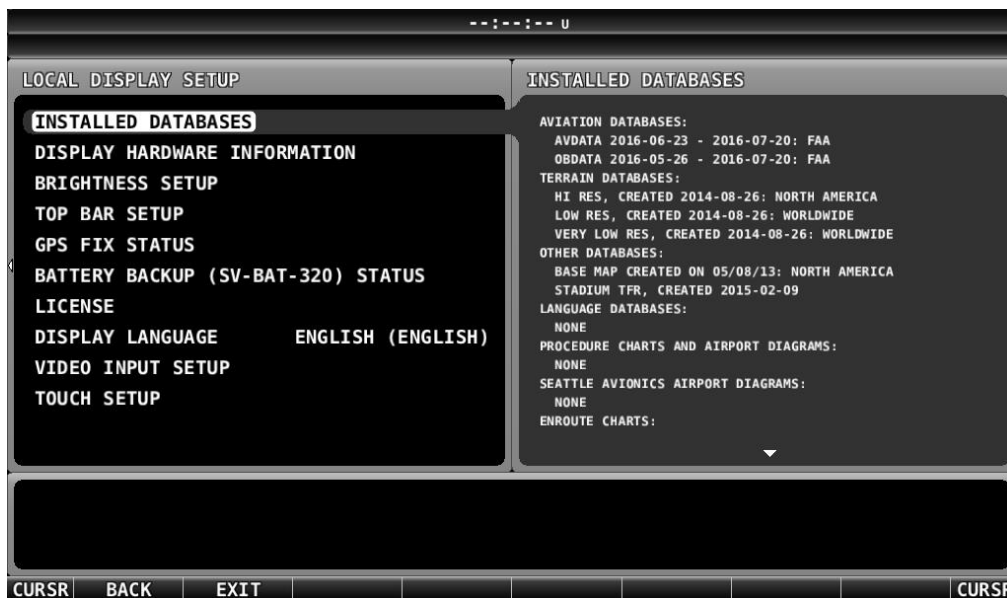 --:--:-- U
LOCAL DISPLAY SETUP
INSTALLED DATABASES
DISPLAY HARDWARE INFORMATION
BRIGHTNESS SETUP
TOP BAR SETUP
GPS FIX STATUS
BATTERY BACKUP (SV-BAT-320) STATUS
LICENSE
DISPLAY LANGUAGE ENGLISH (ENGLISH)
VIDEO INPUT SETUP
TOUCH SETUP
INSTALLED DATABASES
AVIATION DATABASES:
AVDATA 2016-06-23 - 2016-07-20: FAA
OBDATA 2016-05-26 - 2016-07-20: FAA
TERRAIN DATABASES:
HI RES, CREATED 2014-08-26: NORTH AMERICA
LOW RES, CREATED 2014-08-26: WORLDWIDE
VERY LOW RES, CREATED 2014-08-26: WORLDWIDE
OTHER DATABASES:
BASE MAP CREATED ON 05/08/13: NORTH AMERICA
STADIUM TFR, CREATED 2015-02-09
LANGUAGE DATABASES:
NONE
PROCEDURE CHARTS AND AIRPORT DIAGRAMS:
NONE
SEATTLE AVIONICS AIRPORT DIAGRAMS:
NONE
ENROUTE CHARTS:
CURSR BACK EXIT